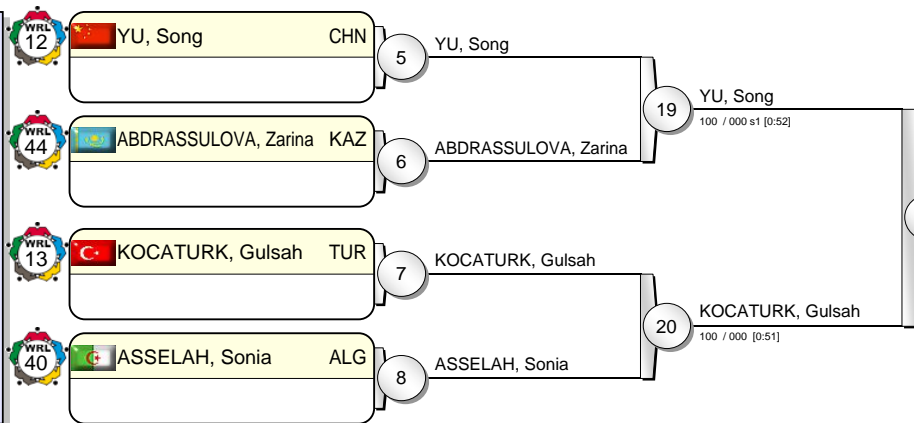 WRL
12
YU, Song CHN
5
YU, Song
19
YU, Song
100 / 000 s1 [0:52]
WRL
44
ABDRASSULOVA, Zarina KAZ
6
ABDRASSULOVA, Zarina
WRL
13
KOCATURK, Gulsah TUR
7
KOCATURK, Gulsah
20
KOCATURK, Gulsah
100 / 000 [0:51]
WRL
40
ASSELAH, Sonia ALG
8
ASSELAH, Sonia